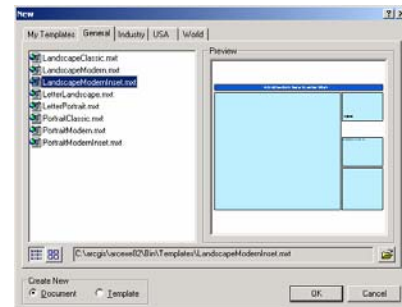 New
My Templates General Industry USA World
LandscapeClassic.mxt
LandscapeModern.mxt
LandscapeModernInset.mxt
LetterLandscape.mxt
LetterPortrait.mxt
PortraitClassic.mxt
PortraitModern.mxt
PortraitModernInset.mxt
Preview
C:\arcgis\arcexe82\Bin\Templates\LandscapeModernInset.mxt
Create New
Document Template
OK Cancel